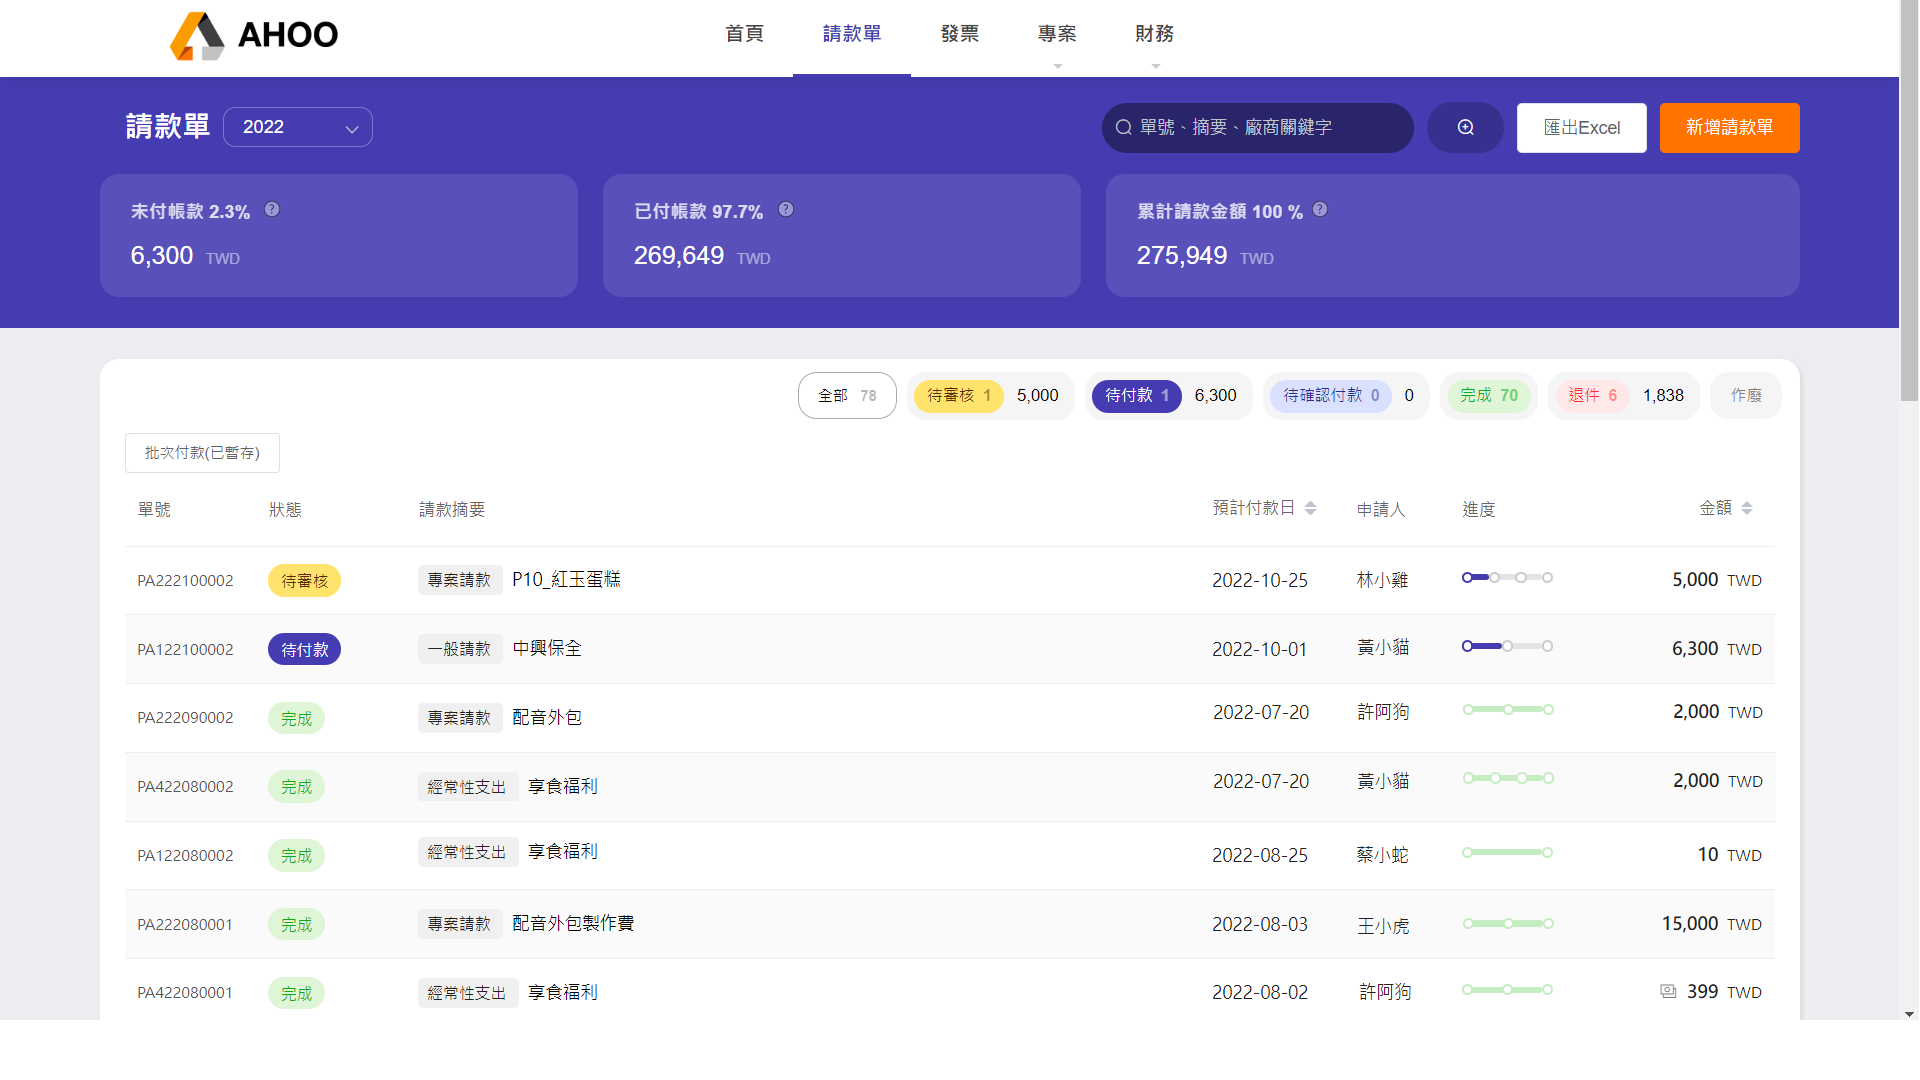 AHOO
首頁 請款單 發票 專案 財務
請款單 2022 單號、摘要、廠商關鍵字 匯出Excel 新增請款單
未付帳款 2.3% ? 已付帳款 97.7% ? 累計請款金額 100 % ?
6,300 TWD 269,649 TWD 275,949 TWD
全部 78 待審核 1 5,000 待付款 1 6,300 待確認付款 0 0 完成 70 退件 6 1,838 作廢
批次付款(已暫存)
單號 狀態 請款摘要 預計付款日 申請人 進度 金額
PA222100002 待審核 專案請款 P10_紅玉蛋糕 2022-10-25 林小雞 5,000 TWD
PA122100002 待付款 一般請款 中興保全 2022-10-01 黃小貓 6,300 TWD
PA222090002 完成 專案請款 配音外包 2022-07-20 許阿狗 2,000 TWD
PA422080002 完成 經常性支出 享食福利 2022-07-20 黃小貓 2,000 TWD
PA122080002 完成 經常性支出 享食福利 2022-08-25 蔡小蛇 10 TWD
PA222080001 完成 專案請款 配音外包製作費 2022-08-03 王小虎 15,000 TWD
PA422080001 完成 經常性支出 享食福利 2022-08-02 許阿狗 399 TWD